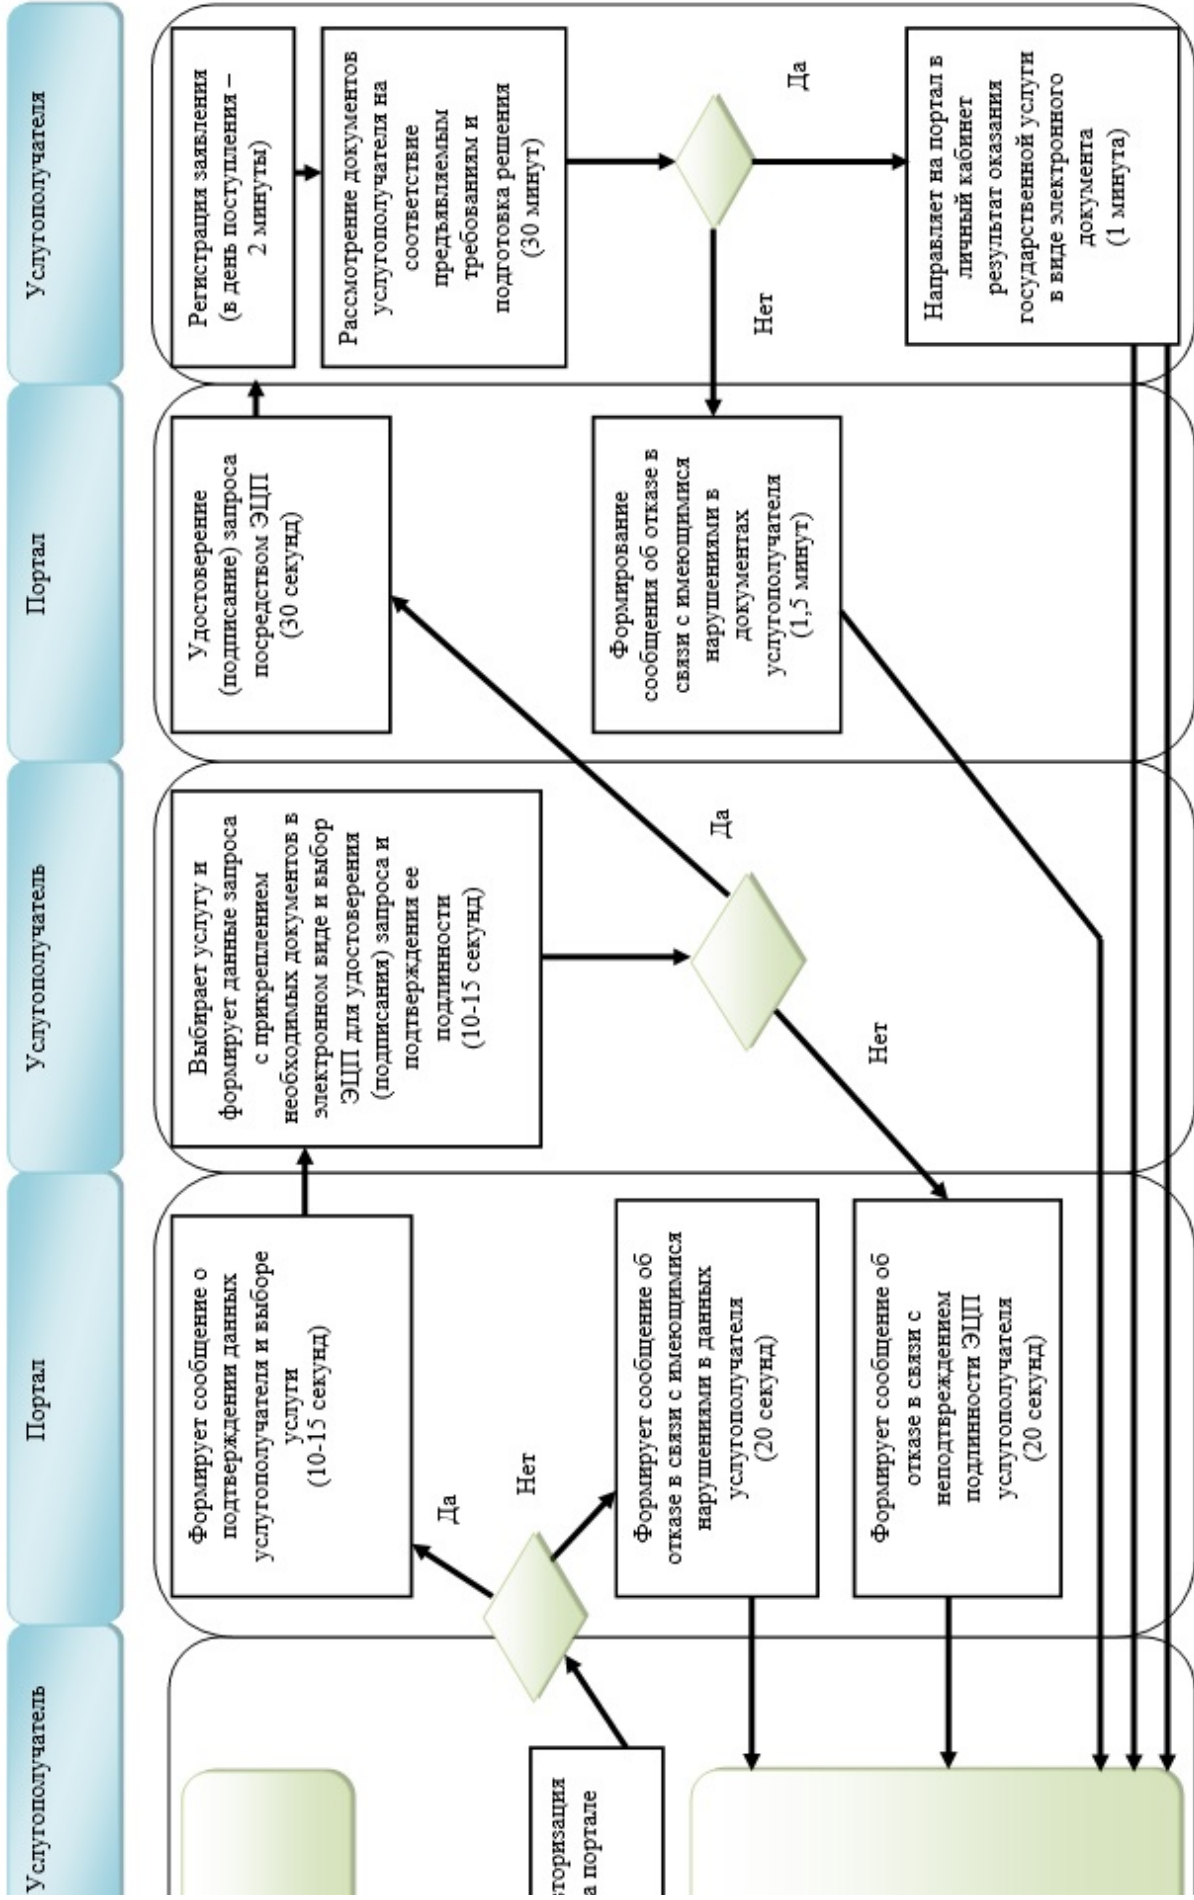 Услугополучатель
Портал
Услугополучатель
Портал
Услугополучателя
на портале
Формирует сообщение о
подтверждении данных
услугополучателя и выборе
услуги
(10-15 секунд)
Да
Нет
Формирует сообщение об
отказе в связи с имеющимися
нарушениями в данных
услугополучателя
(20 секунд)
Формирует сообщение об
отказе в связи с
неподтвреждением
подлинности ЭЦП
услугополучателя
(20 секунд)
Выбирает услугу и
формирует данные запроса
с прикрепление
необходимых документов в
электронном виде и выбор
ЭЦП для удостоверения
(подписания) запроса и
подтверждения ее
подлинности
(10-15 секунд)
Да
Нет
Удостоверение
(подписание) запроса
посредством ЭЦП
(30 секунд)
Формирование
сообщения об отказе в
связи с имеющимися
нарушениями в
документах
услугополучателя
(1,5 минут)
Регистрация заявления
(в день поступления –
2 минуты)
Рассмотрение документов
услугополучателя на
соответствие
предъявляемым
требованиям и
подготовка решения
(30 минут)
Нет
Да
Направляет на портал в
личный кабинет
результат оказания
государственной услуги
в виде электронного
документа
(1 минута)